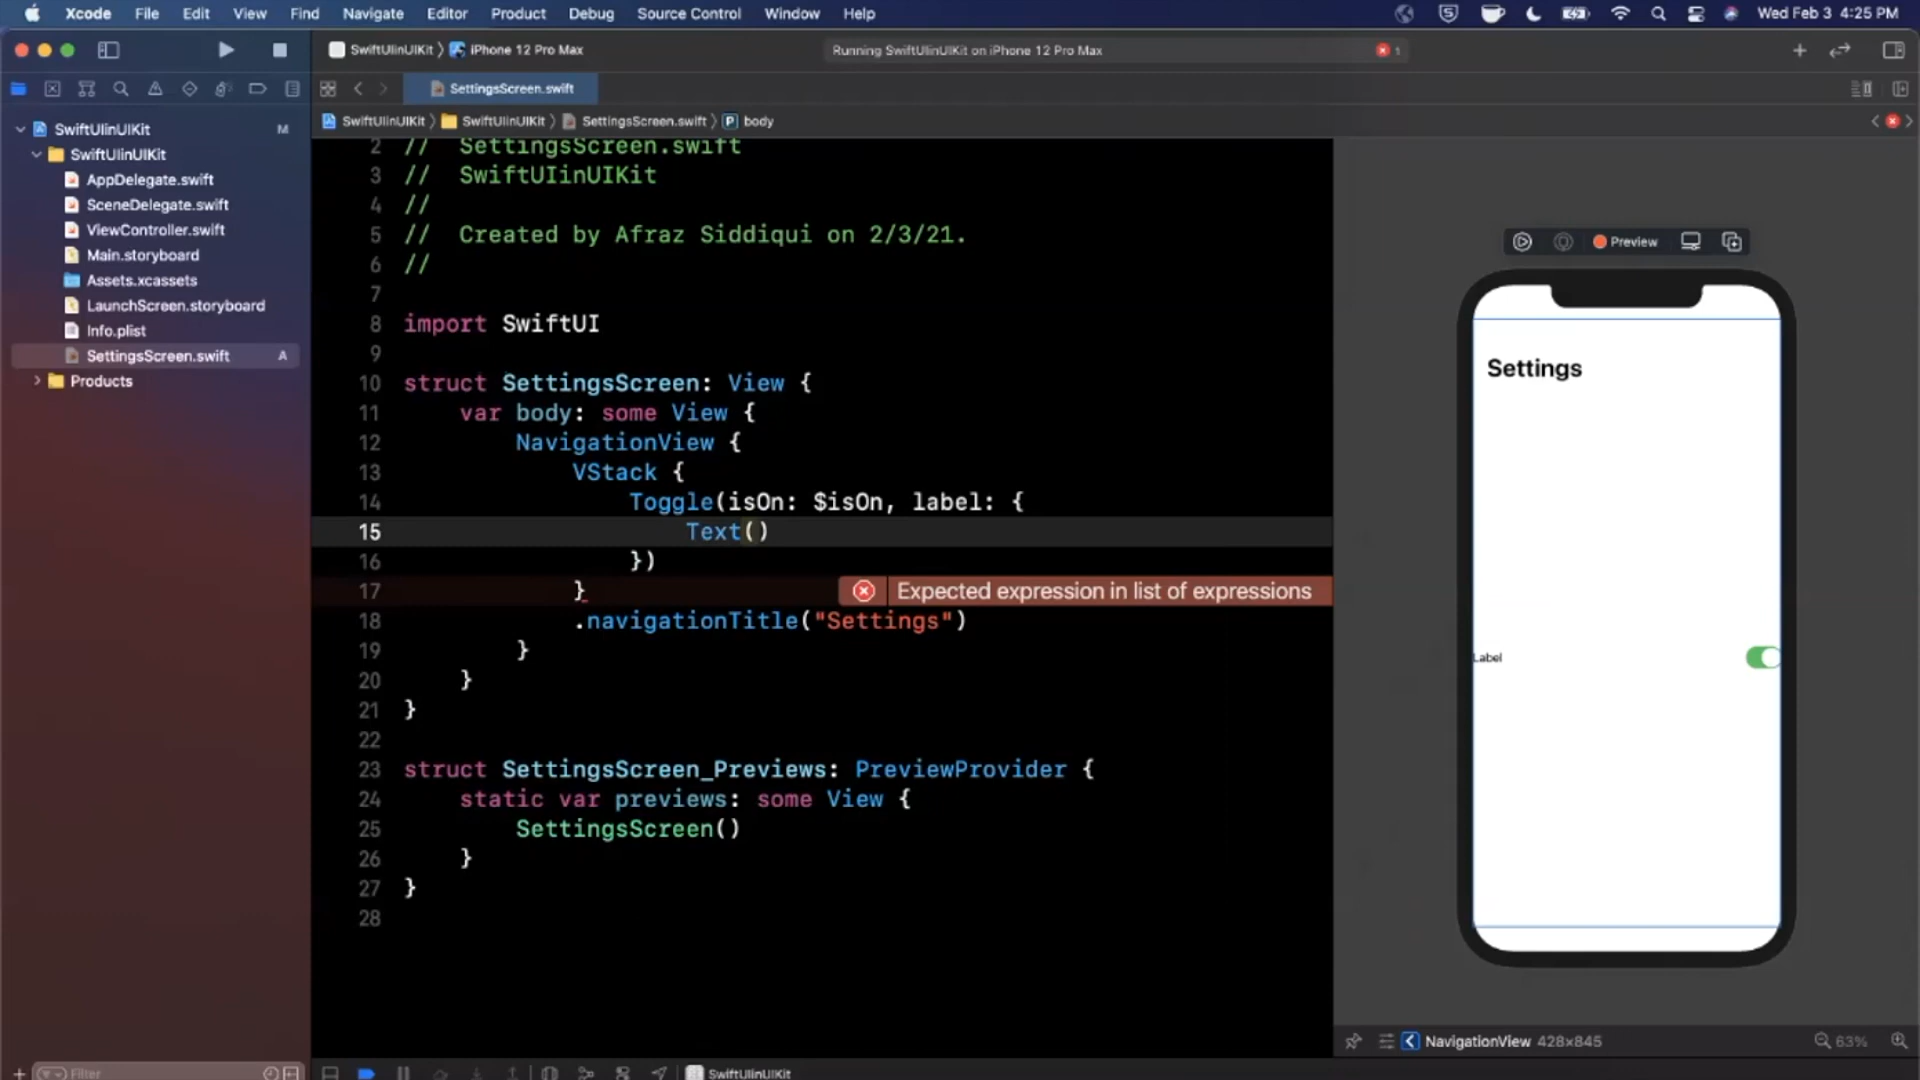 Xcode File Edit View Find Navigate Editor Product Debug Source Control Window Help Wed Feb 3 4:25 PM
SwiftUIinUIKit 〉 iPhone 12 Pro Max Running SwiftUIinUIKit on iPhone 12 Pro Max 1
SettingsScreen.swift
SwiftUIinUIKit 〉 SwiftUIinUIKit 〉 SettingsScreen.swift 〉 P body
SwiftUIinUIKit M
SwiftUIinUIKit
AppDelegate.swift
SceneDelegate.swift
ViewController.swift
Main.storyboard
Assets.xcassets
LaunchScreen.storyboard
Info.plist
SettingsScreen.swift A
Products
Filter
2 //  SettingsScreen.swift
3 //  SwiftUIinUIKit
4 //
5 //  Created by Afraz Siddiqui on 2/3/21.
6 //
7
8 import SwiftUI
9
10 struct SettingsScreen: View {
11     var body: some View {
12         NavigationView {
13             VStack {
14                 Toggle(isOn: $isOn, label: {
15                     Text()
16                 })
17             } Expected expression in list of expressions
18             .navigationTitle("Settings")
19         }
20     }
21 }
22
23 struct SettingsScreen_Previews: PreviewProvider {
24     static var previews: some View {
25         SettingsScreen()
26     }
27 }
28
SwiftUIinUIKit
Preview
Settings
Label
NavigationView 428×845 63%